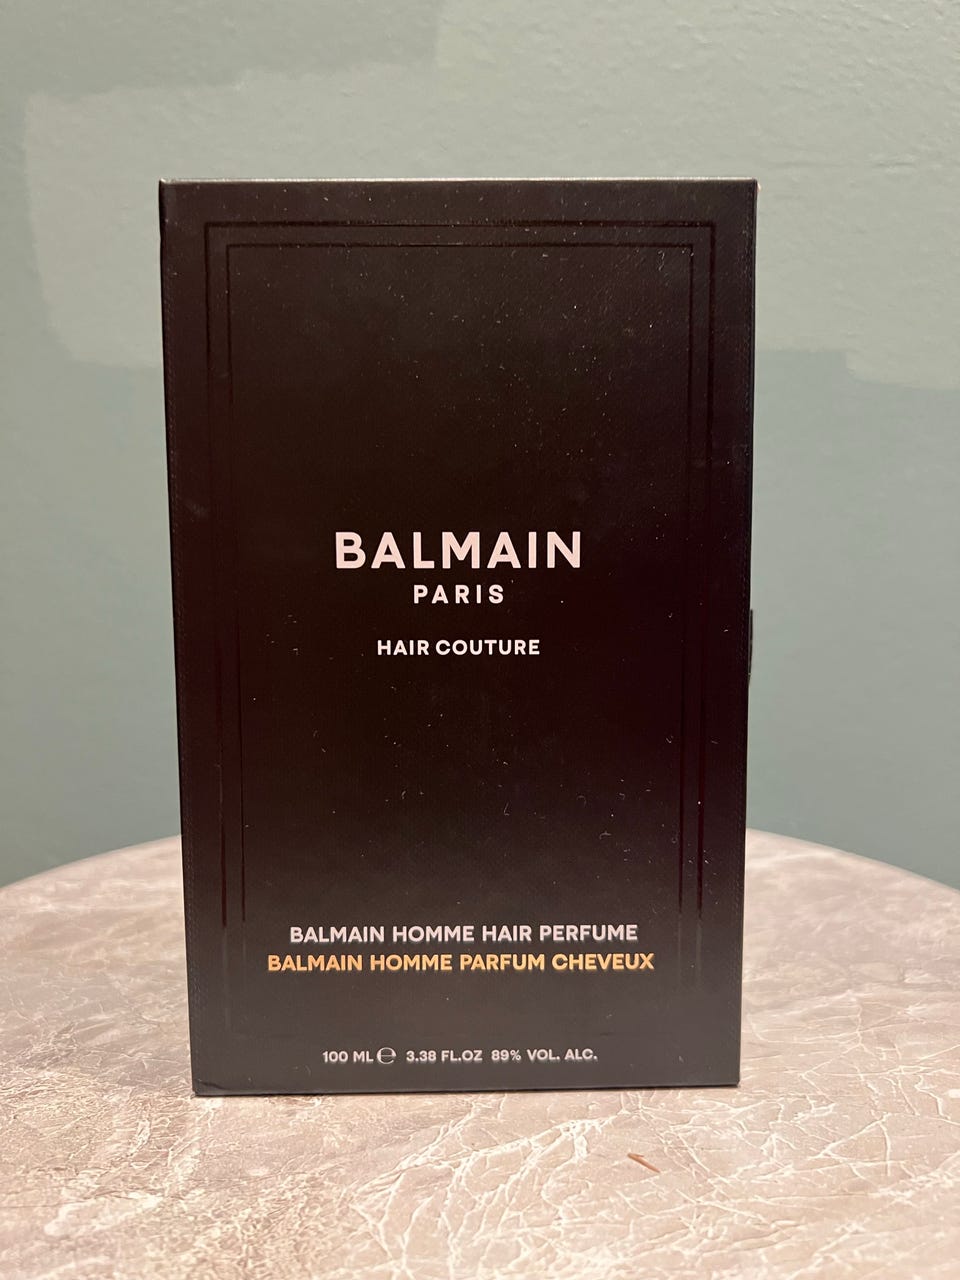 BALMAIN
PARIS
HAIR COUTURE
BALMAIN HOMME HAIR PERFUME
BALMAIN HOMME PARFUM CHEVEUX
100 ML ℮ 3.38 FL.OZ 89% VOL. ALC.